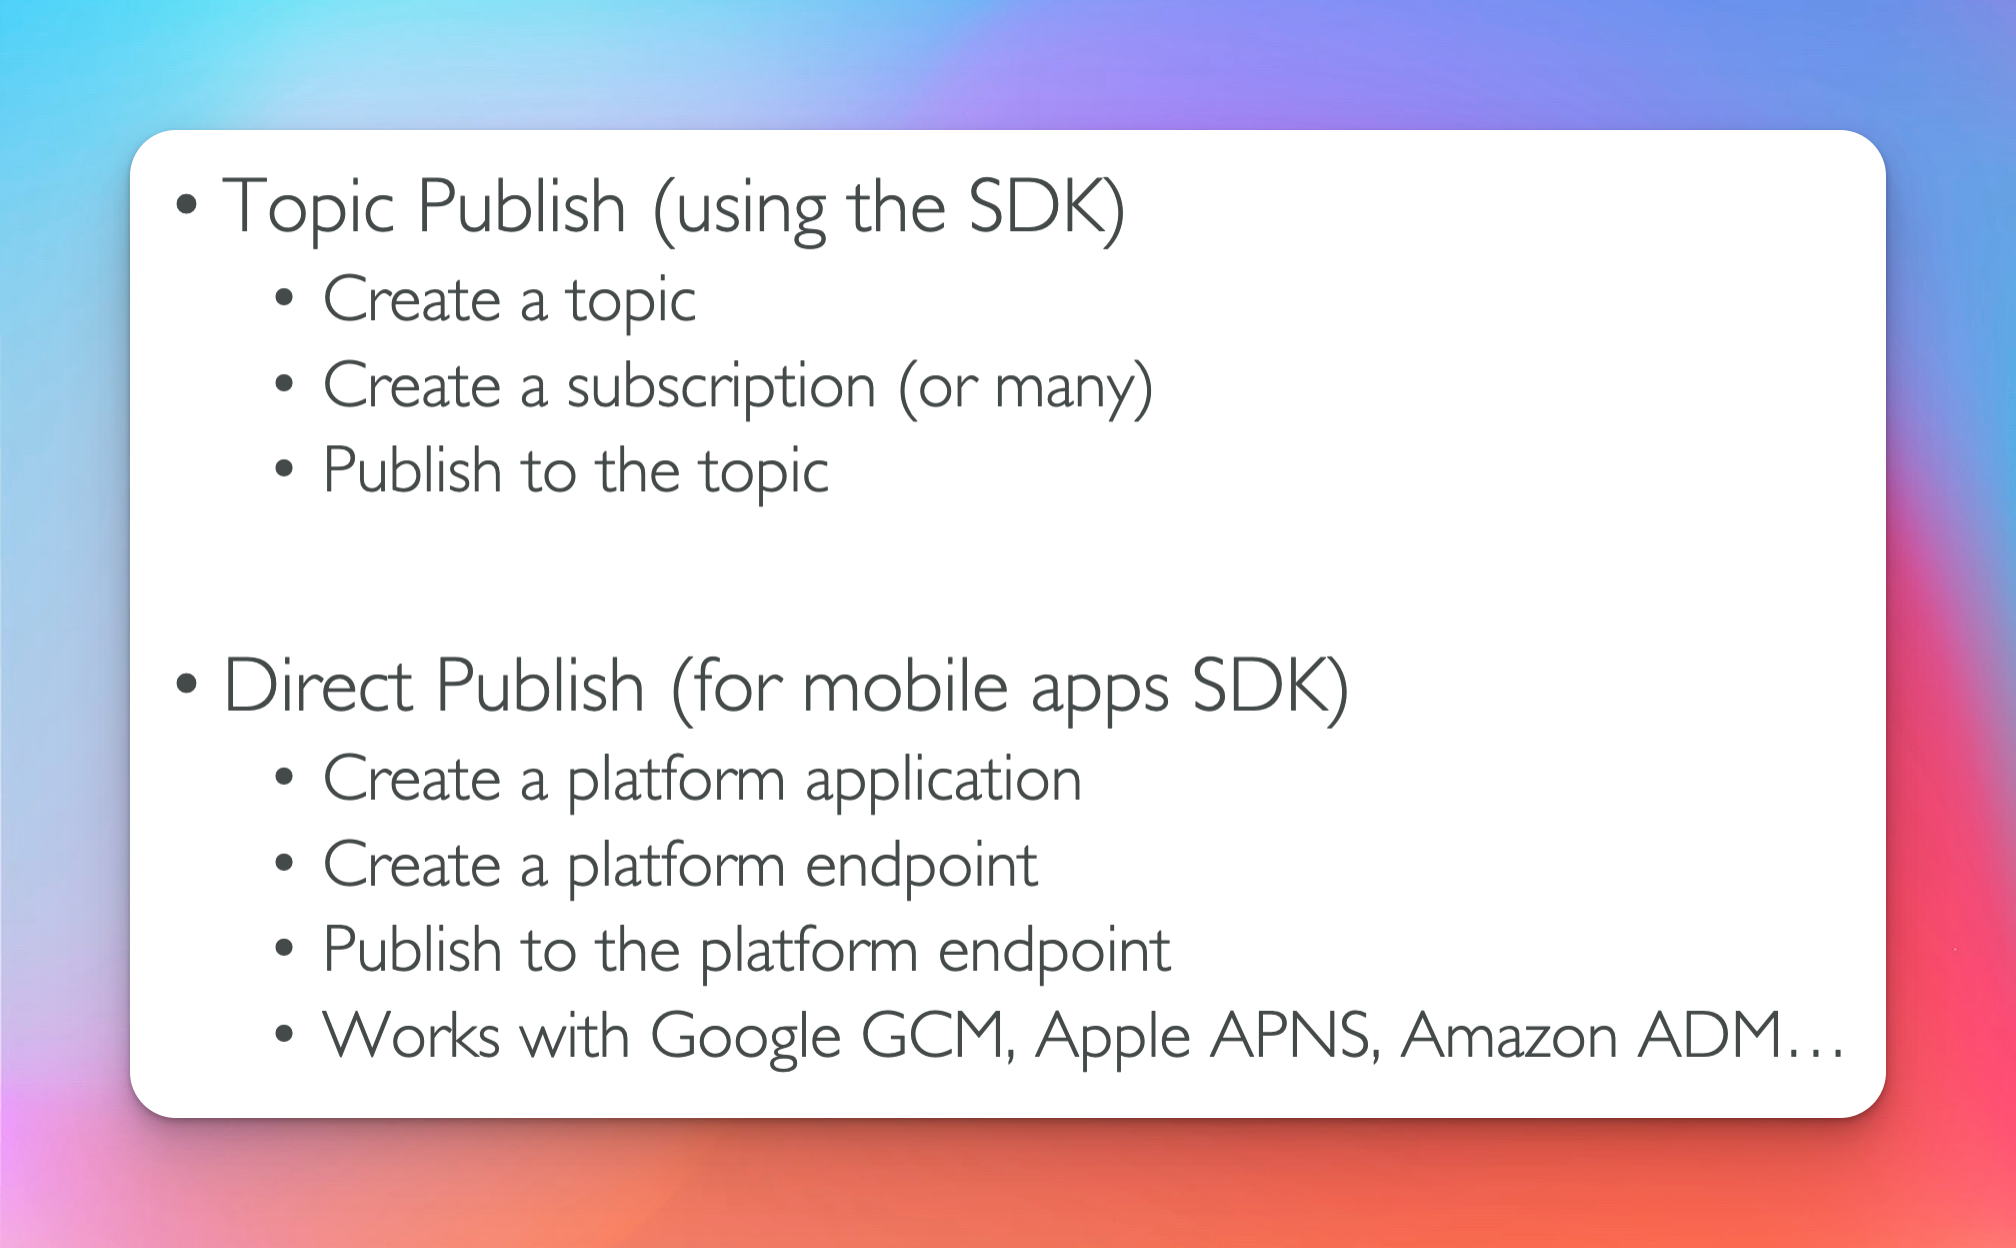 • Topic Publish (using the SDK)
• Create a topic
• Create a subscription (or many)
• Publish to the topic
• Direct Publish (for mobile apps SDK)
• Create a platform application
• Create a platform endpoint
• Publish to the platform endpoint
• Works with Google GCM, Apple APNS, Amazon ADM…